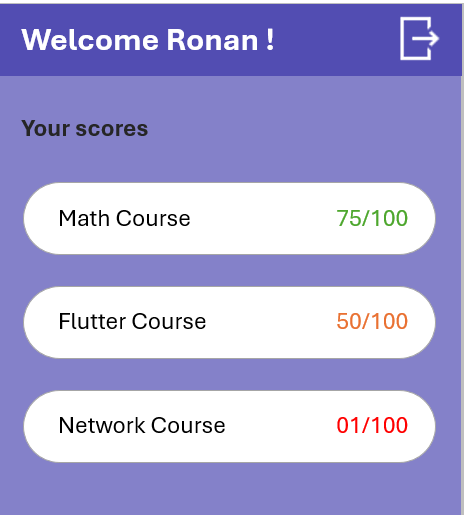 Welcome Ronan !
Your scores
Math Course 75/100
Flutter Course 50/100
Network Course 01/100